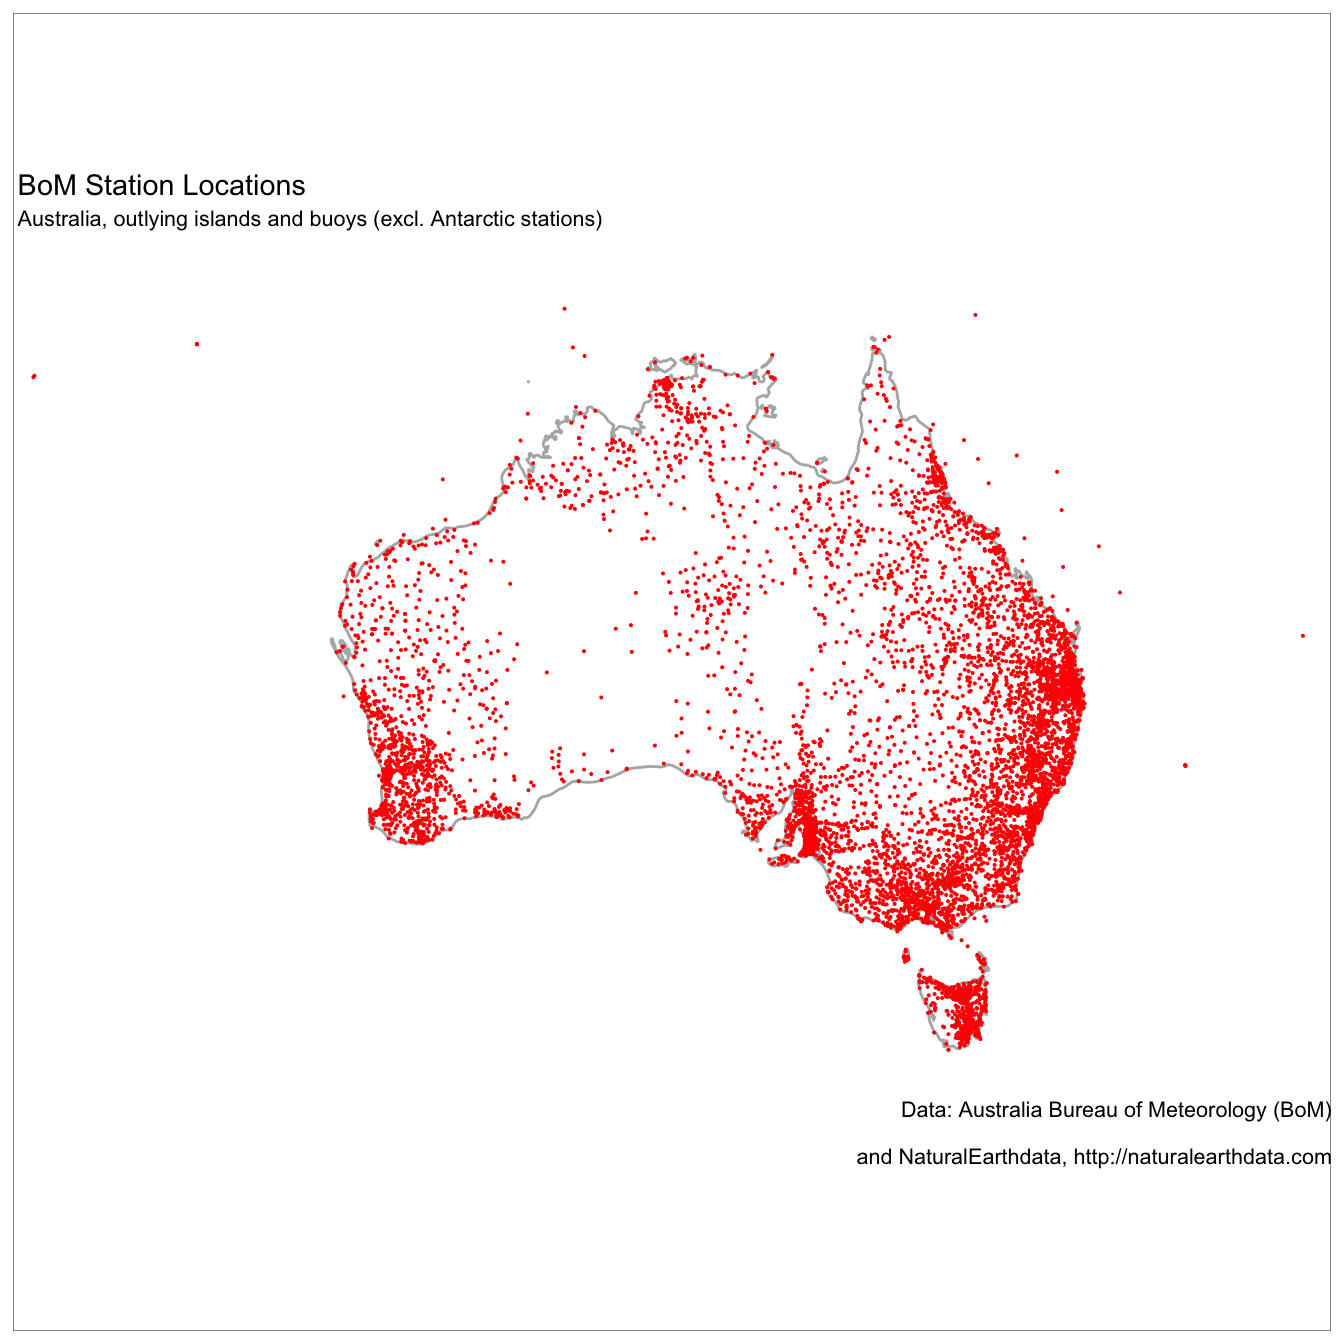 BoM Station Locations
Australia, outlying islands and buoys (excl. Antarctic stations)
Data: Australia Bureau of Meteorology (BoM)
and NaturalEarthdata, http://naturalearthdata.com